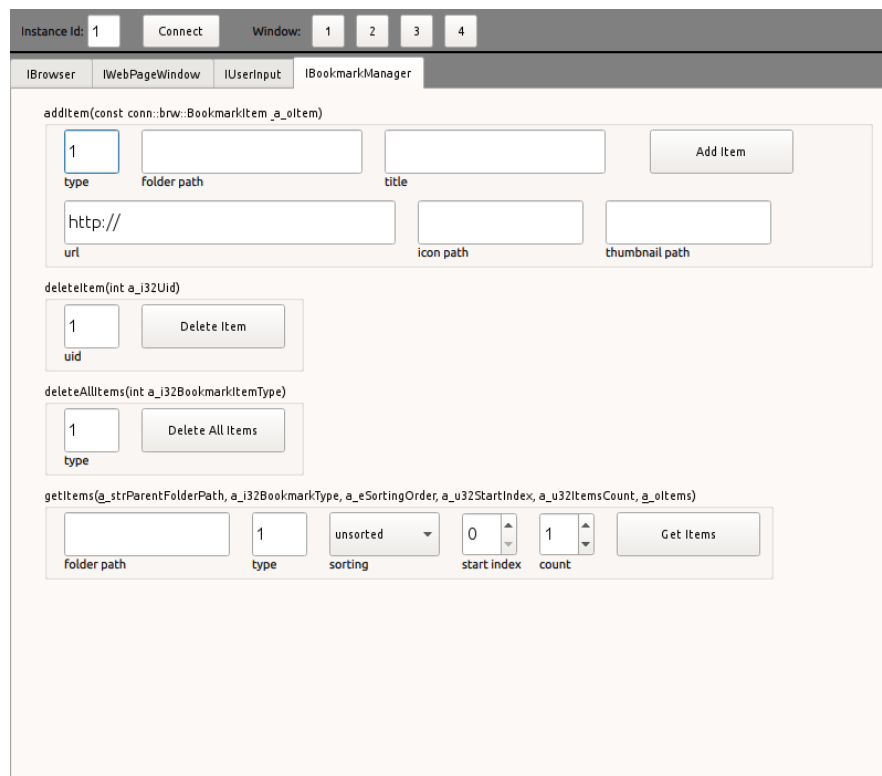 Instance Id: 1 Connect Window: 1 2 3 4
IBrowser IWebPageWindow IUserInput IBookmarkManager
addItem(const conn::brw::BookmarkItem _a_oItem)
1 Add Item
type folder path title
http://
url icon path thumbnail path
deleteItem(int a_i32Uid)
1 Delete Item
uid
deleteAllItems(int a_i32BookmarkItemType)
1 Delete All Items
type
getItems(a_strParentFolderPath, a_i32BookmarkType, a_eSortingOrder, a_u32StartIndex, a_u32ItemsCount, a_oItems)
1 unsorted 0 1 Get Items
folder path type sorting start index count